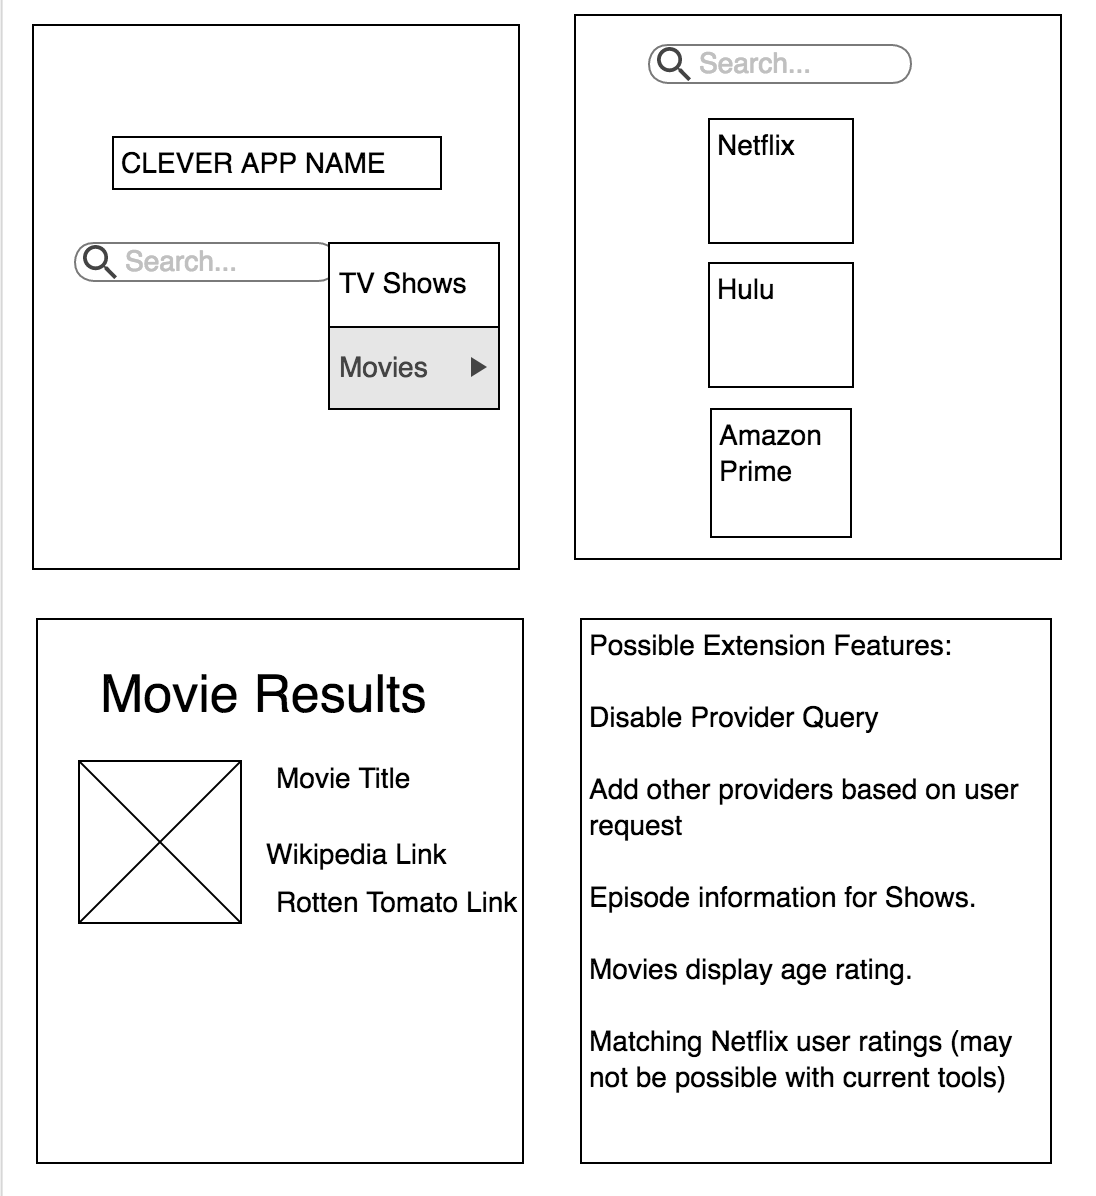 CLEVER APP NAME
Search...
TV Shows
Movies
Search...
Netflix
Hulu
Amazon
Prime
Movie Results
Movie Title
Wikipedia Link
Rotten Tomato Link
Possible Extension Features:
Disable Provider Query
Add other providers based on user
request
Episode information for Shows.
Movies display age rating.
Matching Netflix user ratings (may
not be possible with current tools)